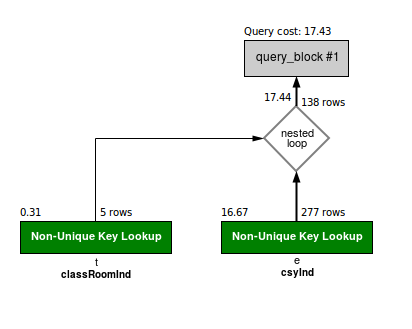 Query cost: 17.43
query_block #1
17.44
138 rows
nested
loop
0.31
5 rows
16.67
277 rows
Non-Unique Key Lookup
Non-Unique Key Lookup
t
e
classRoomInd
csyInd